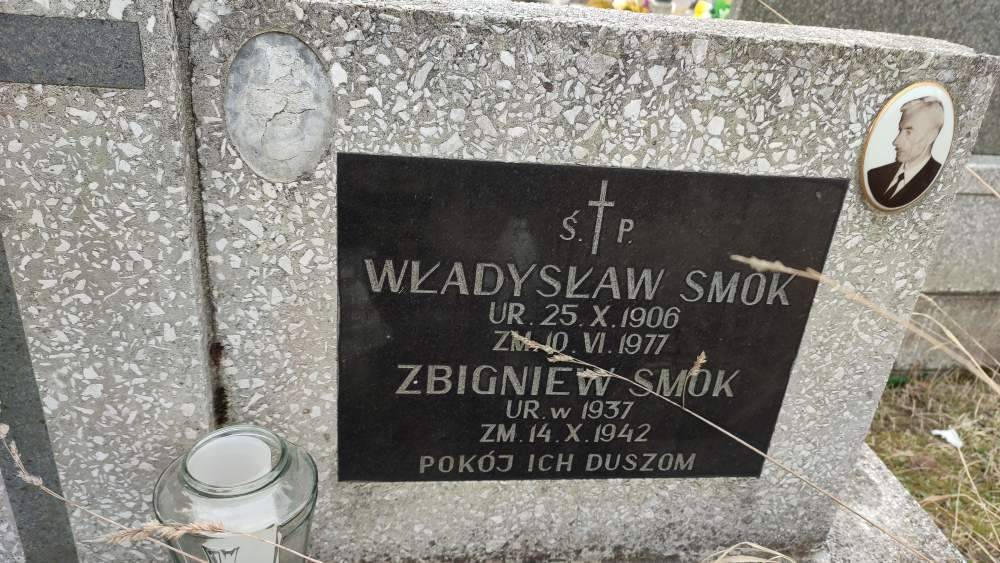 Ś. P.
WŁADYSŁAW SMOK
UR. 25. X. 1906
ZM. 10. VI. 1977
ZBIGNIEW SMOK
UR. w 1937
ZM. 14. X. 1942
POKÓJ ICH DUSZOM